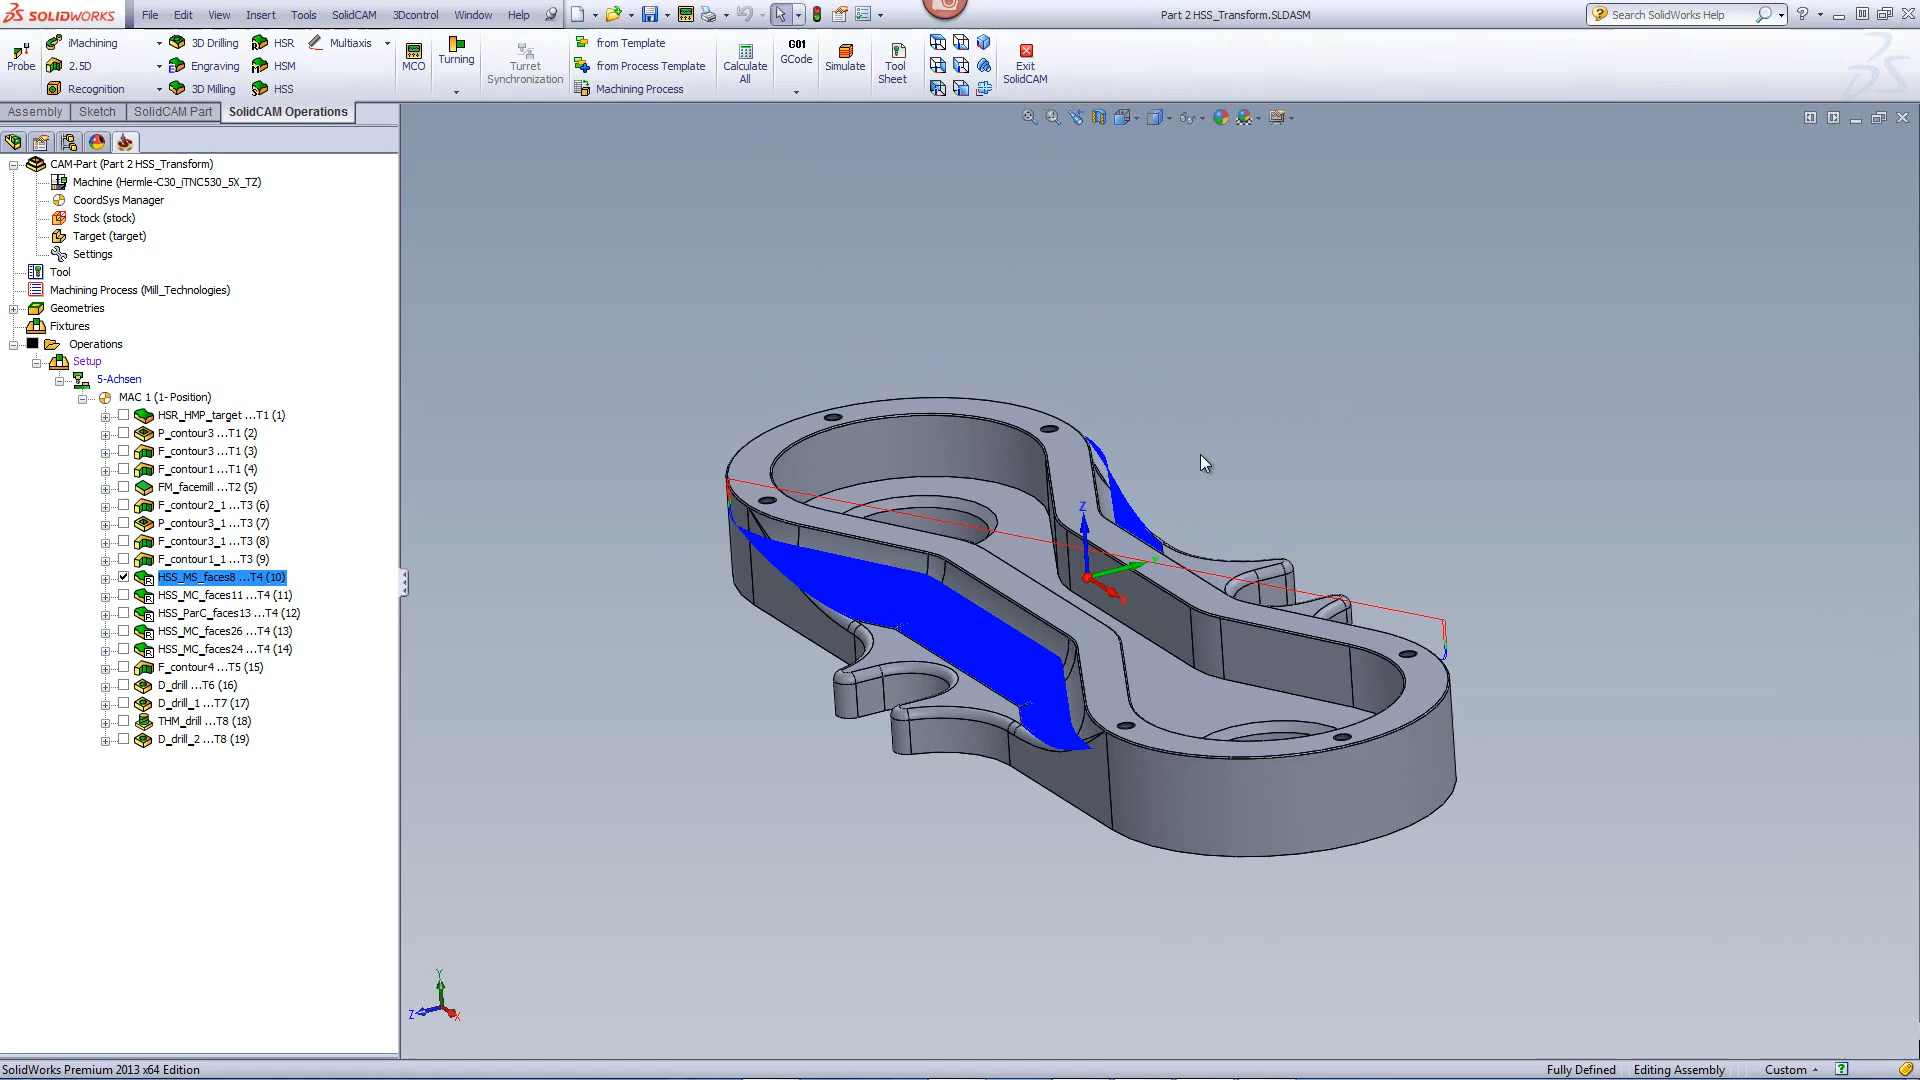 SOLIDWORKS File Edit View Insert Tools SolidCAM 3Dcontrol Window Help Part 2 HSS_Transform.SLDASM Search SolidWorks Help
iMachining 3D Drilling HSR Multiaxis from Template
Probe 2.5D Engraving HSM MCO Turning Turret Synchronization from Process Template Calculate All G01 GCode Simulate Tool Sheet Exit SolidCAM
Recognition 3D Milling HSS Machining Process
Assembly Sketch SolidCAM Part SolidCAM Operations
CAM-Part (Part 2 HSS_Transform)
Machine (Hermle-C30_iTNC530_5X_TZ)
CoordSys Manager
Stock (stock)
Target (target)
Settings
Tool
Machining Process (Mill_Technologies)
Geometries
Fixtures
Operations
Setup
5-Achsen
MAC 1 (1- Position)
HSR_HMP_target ...T1 (1)
P_contour3 ...T1 (2)
F_contour3 ...T1 (3)
F_contour1 ...T1 (4)
FM_facemill ...T2 (5)
F_contour2_1 ...T3 (6)
P_contour3_1 ...T3 (7)
F_contour3_1 ...T3 (8)
F_contour1_1 ...T3 (9)
HSS_MS_faces8 ...T4 (10)
HSS_MC_faces11 ...T4 (11)
HSS_ParC_faces13 ...T4 (12)
HSS_MC_faces26 ...T4 (13)
HSS_MC_faces24 ...T4 (14)
F_contour4 ...T5 (15)
D_drill ...T6 (16)
D_drill_1 ...T7 (17)
THM_drill ...T8 (18)
D_drill_2 ...T8 (19)
Z
Y
X
Y
Z
X
SolidWorks Premium 2013 x64 Edition Fully Defined Editing Assembly Custom